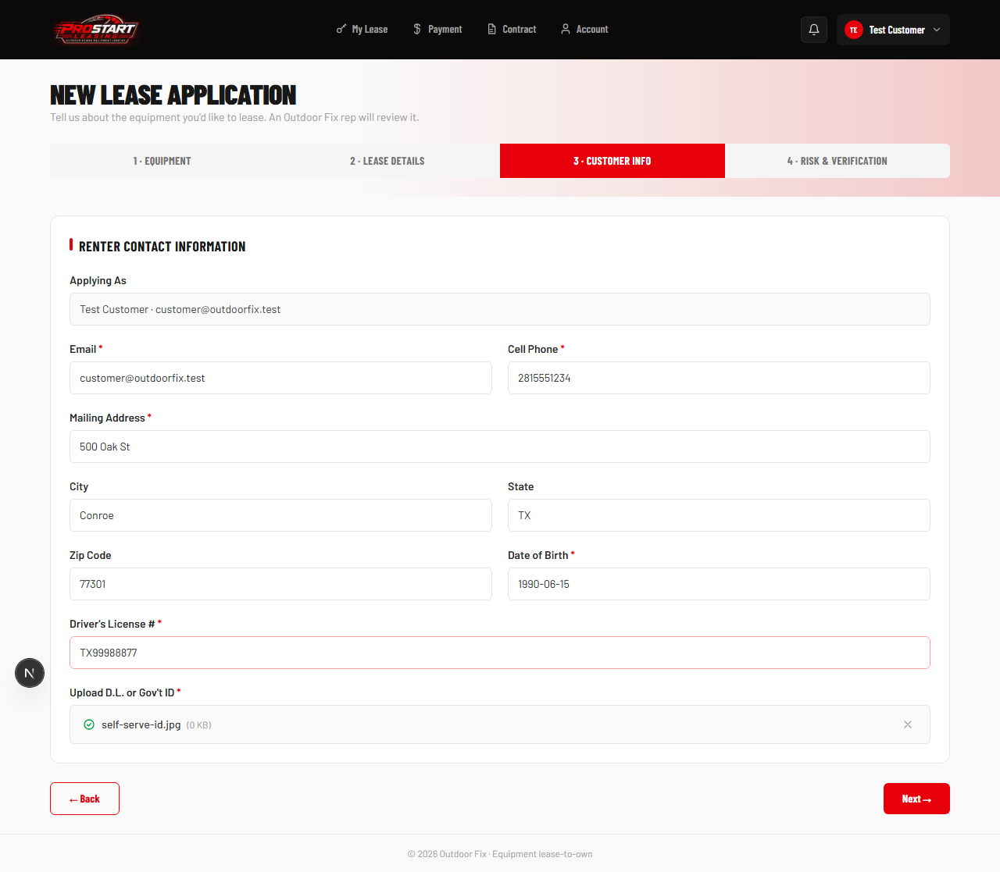 PROSTART
LEASING
My Lease
Payment
Contract
Account
TE
Test Customer
NEW LEASE APPLICATION
Tell us about the equipment you'd like to lease. An Outdoor Fix rep will review it.
1 · EQUIPMENT
2 · LEASE DETAILS
3 · CUSTOMER INFO
4 · RISK & VERIFICATION
RENTER CONTACT INFORMATION
Applying As
Test Customer · customer@outdoorfix.test
Email *
Cell Phone *
customer@outdoorfix.test
2815551234
Mailing Address *
500 Oak St
City
State
Conroe
TX
Zip Code
Date of Birth *
77301
1990-06-15
Driver's License # *
TX99988877
N
Upload D.L. or Gov't ID *
self-serve-id.jpg (0 KB)
←Back
Next→
© 2026 Outdoor Fix · Equipment lease-to-own